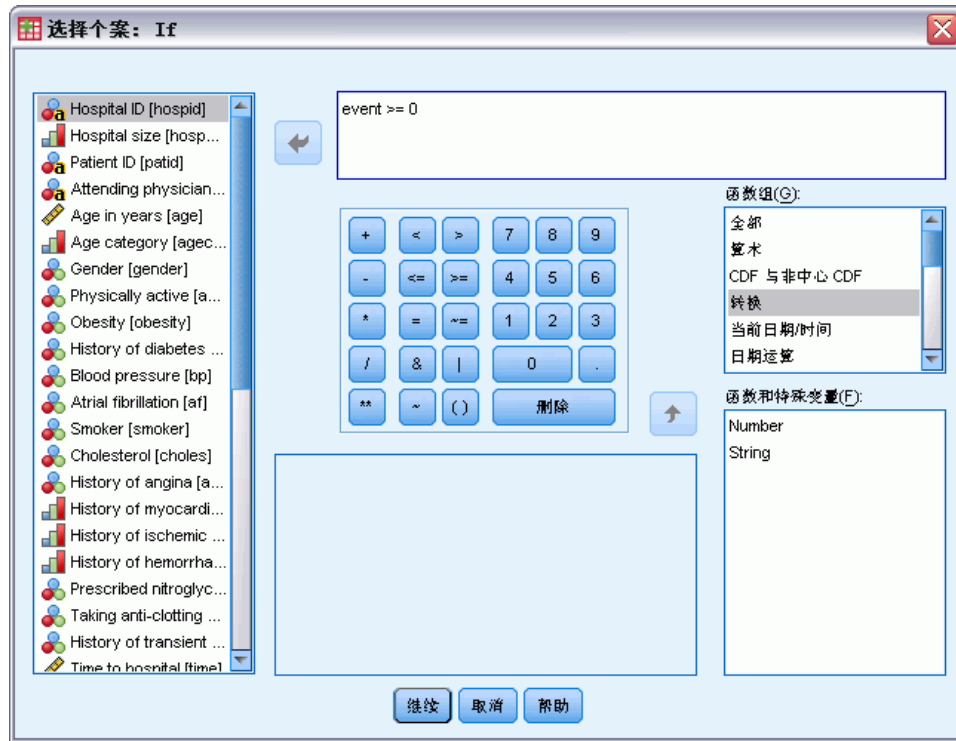 选择个案: If
Hospital ID [hospid]
Hospital size [hosp...
Patient ID [patid]
Attending physician...
Age in years [age]
Age category [agec...
Gender [gender]
Physically active [a...
Obesity [obesity]
History of diabetes ...
Blood pressure [bp]
Atrial fibrillation [af]
Smoker [smoker]
Cholesterol [choles]
History of angina [a...
History of myocardi...
History of ischemic ...
History of hemorrha...
Prescribed nitroglyc...
Taking anti-clotting ...
History of transient ...
Time to hospital [time]
event >= 0
+ < > 7 8 9
- <= >= 4 5 6
* = ~= 1 2 3
/ & | 0 .
** ~ ( ) 删除
函数组(G):
全部
算术
CDF 与非中心 CDF
转换
当前日期/时间
日期运算
函数和特殊变量(F):
Number
String
继续 取消 帮助